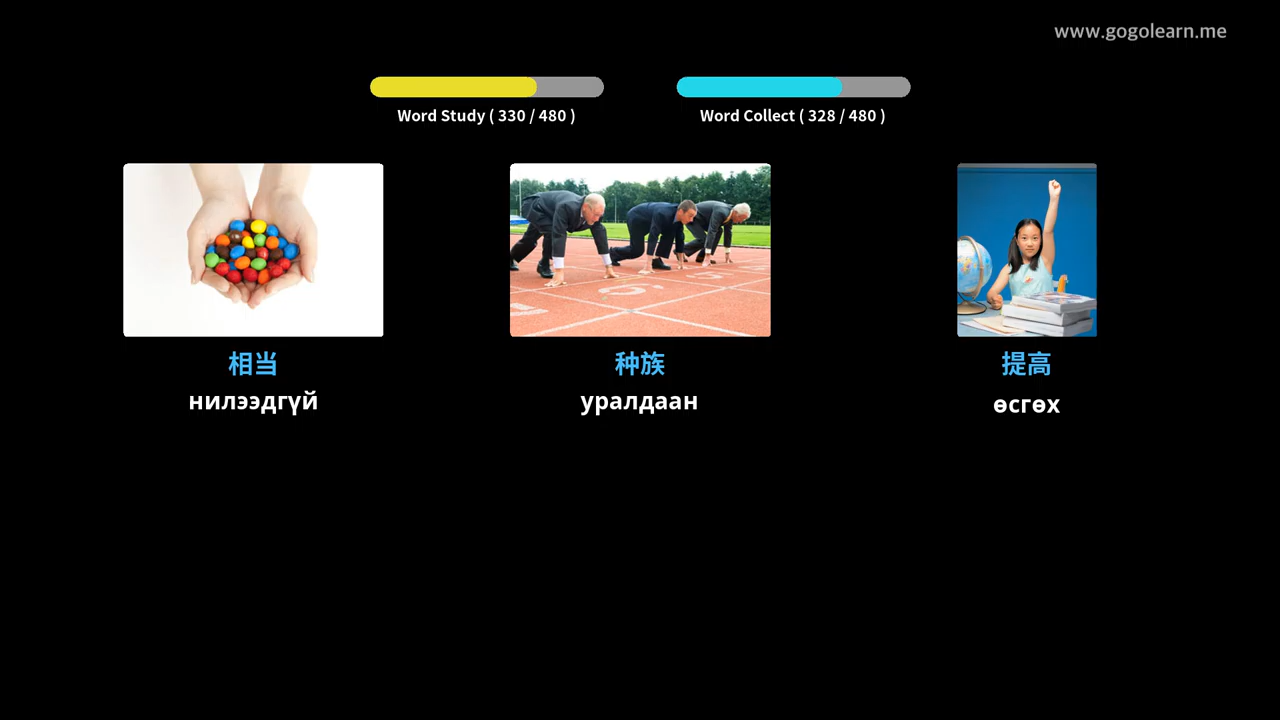 www.gogolearn.me
Word Study ( 330 / 480 )
Word Collect ( 328 / 480 )
相当
нилээдгүй
种族
уралдаан
提高
өсгөх